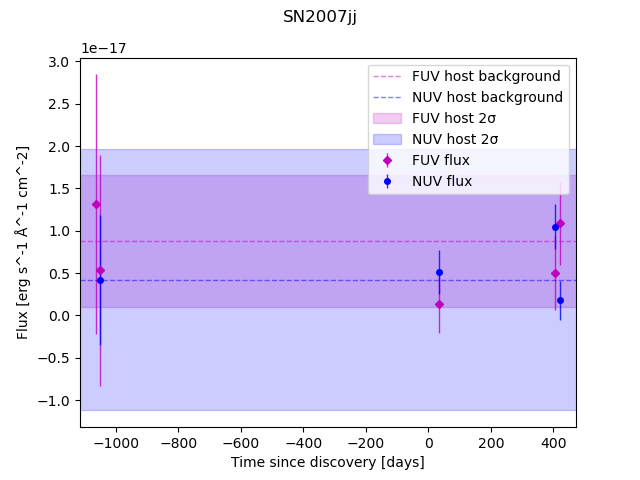 SN2007jj
1e−17
3.0
2.5
2.0
1.5
1.0
0.5
0.0
−0.5
−1.0
Flux [erg s^-1 Å^-1 cm^-2]
FUV host background
NUV host background
FUV host 2σ
NUV host 2σ
FUV flux
NUV flux
−1000 −800 −600 −400 −200 0 200 400
Time since discovery [days]